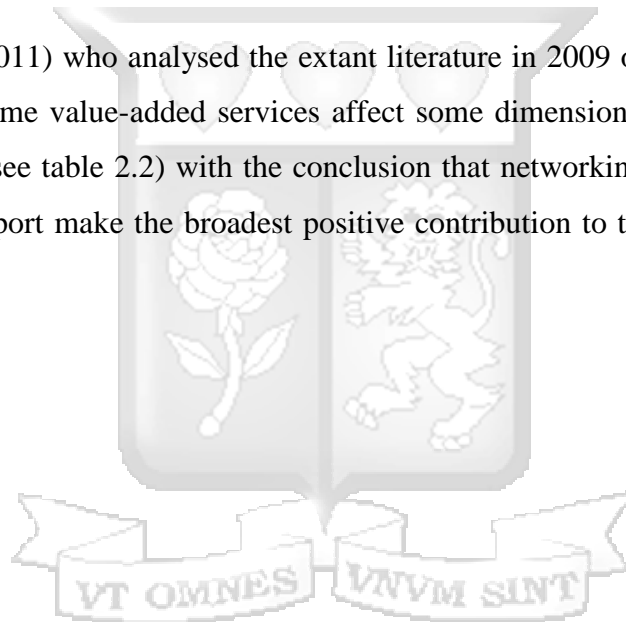 011) who analysed the extant literature in 2009 o
me value-added services affect some dimension
see table 2.2) with the conclusion that networkin
port make the broadest positive contribution to t
VT OMNES VNVM SINT